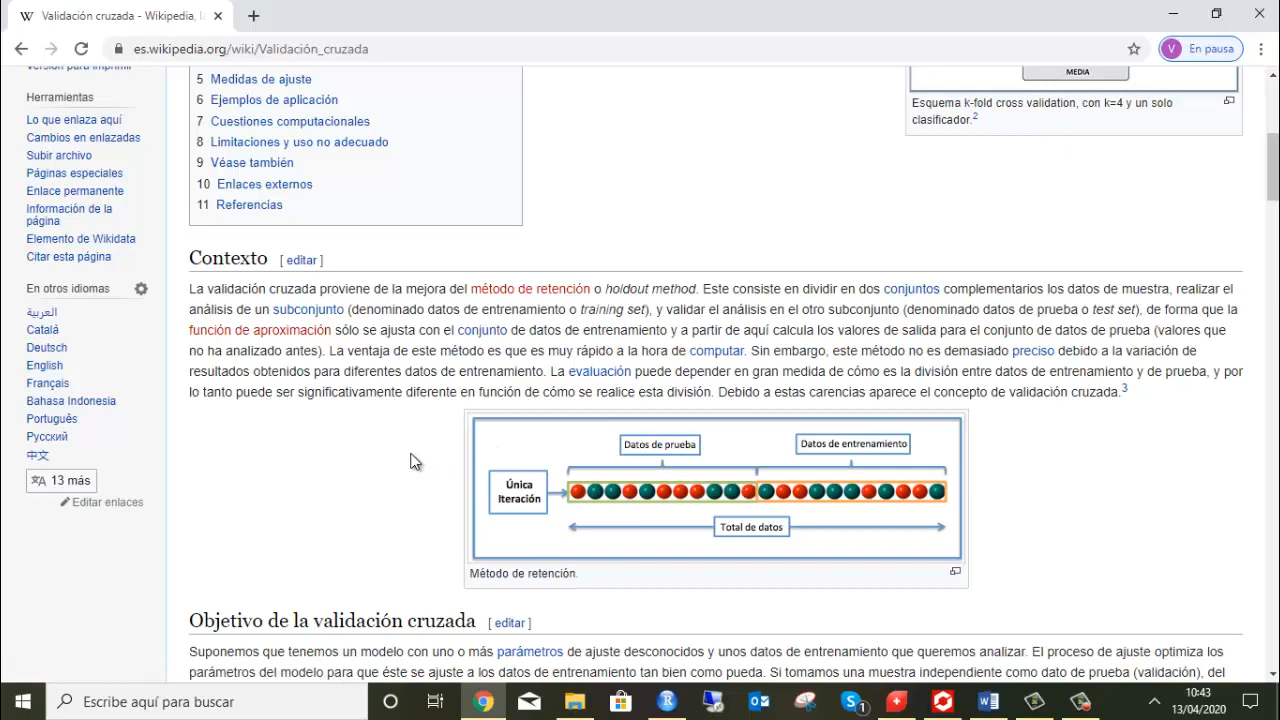 Validación cruzada - Wikipedia, la
es.wikipedia.org/wiki/Validación_cruzada
V En pausa
Versión para imprimir
Herramientas
Lo que enlaza aquí
Cambios en enlazadas
Subir archivo
Páginas especiales
Enlace permanente
Información de la
página
Elemento de Wikidata
Citar esta página
En otros idiomas
العربية
Català
Deutsch
English
Français
Bahasa Indonesia
Português
Русский
中文
13 más
Editar enlaces
5 Medidas de ajuste
6 Ejemplos de aplicación
7 Cuestiones computacionales
8 Limitaciones y uso no adecuado
9 Véase también
10 Enlaces externos
11 Referencias
MEDIA
Esquema k-fold cross validation, con k=4 y un solo
clasificador.2
Contexto [ editar ]
La validación cruzada proviene de la mejora del método de retención o holdout method. Este consiste en dividir en dos conjuntos complementarios los datos de muestra, realizar el
análisis de un subconjunto (denominado datos de entrenamiento o training set), y validar el análisis en el otro subconjunto (denominado datos de prueba o test set), de forma que la
función de aproximación sólo se ajusta con el conjunto de datos de entrenamiento y a partir de aquí calcula los valores de salida para el conjunto de datos de prueba (valores que
no ha analizado antes). La ventaja de este método es que es muy rápido a la hora de computar. Sin embargo, este método no es demasiado preciso debido a la variación de
resultados obtenidos para diferentes datos de entrenamiento. La evaluación puede depender en gran medida de cómo es la división entre datos de entrenamiento y de prueba, y por
lo tanto puede ser significativamente diferente en función de cómo se realice esta división. Debido a estas carencias aparece el concepto de validación cruzada.3
Datos de prueba
Datos de entrenamiento
Única
Iteración
Total de datos
Método de retención.
Objetivo de la validación cruzada [ editar ]
Suponemos que tenemos un modelo con uno o más parámetros de ajuste desconocidos y unos datos de entrenamiento que queremos analizar. El proceso de ajuste optimiza los
parámetros del modelo para que éste se ajuste a los datos de entrenamiento tan bien como pueda. Si tomamos una muestra independiente como dato de prueba (validación), del
Escribe aquí para buscar
1
10:43
13/04/2020